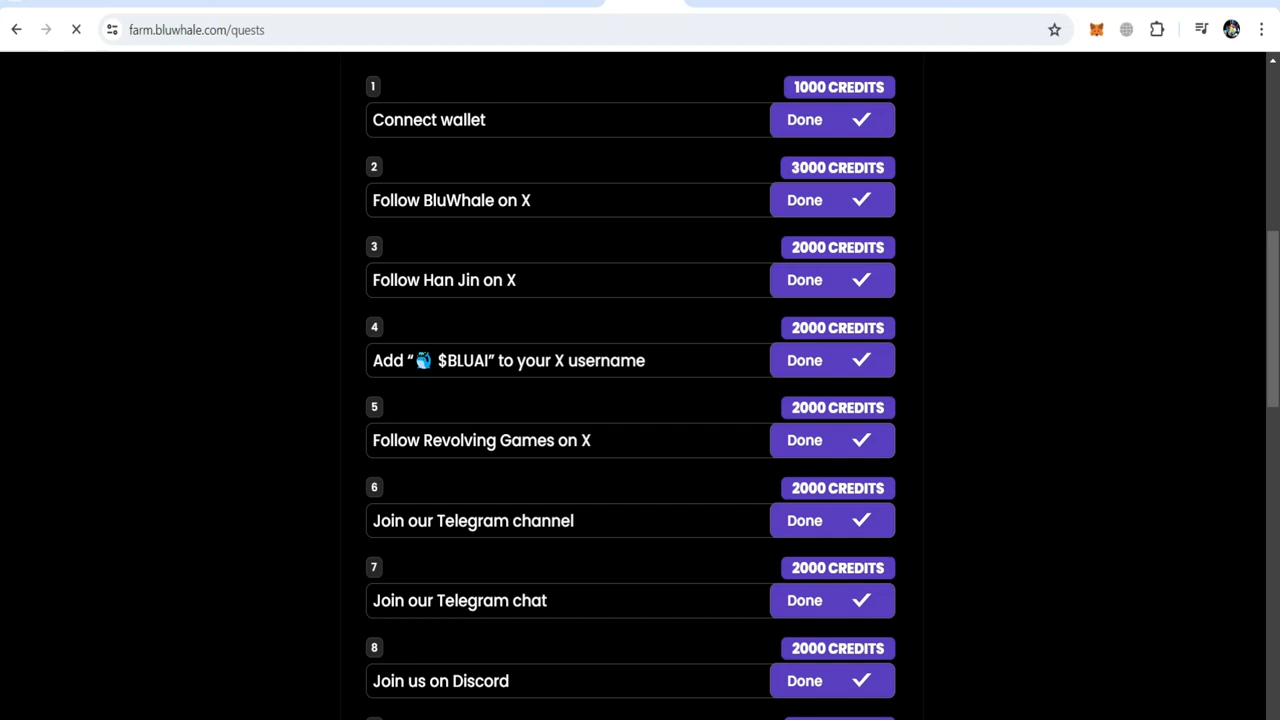 farm.bluwhale.com/quests
1
1000 CREDITS
Connect wallet
Done
2
3000 CREDITS
Follow BluWhale on X
Done
3
2000 CREDITS
Follow Han Jin on X
Done
4
2000 CREDITS
Add “🐳 $BLUAI” to your X username
Done
5
2000 CREDITS
Follow Revolving Games on X
Done
6
2000 CREDITS
Join our Telegram channel
Done
7
2000 CREDITS
Join our Telegram chat
Done
8
2000 CREDITS
Join us on Discord
Done